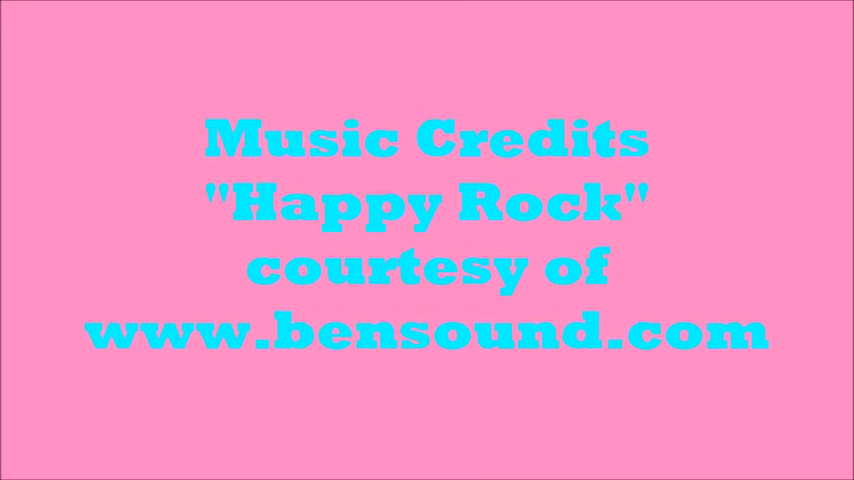 Music Credits
"Happy Rock"
courtesy of
www.bensound.com